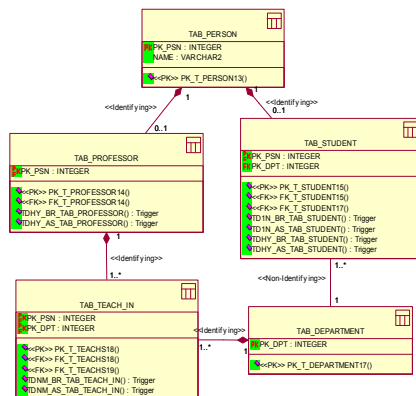 TAB_PERSON
PK_PSN : INTEGER
NAME : VARCHAR2
<<PK>> PK_T_PERSON13()
1
1
<<Identifying>>
<<Identifying>>
0..1
0..1
TAB_PROFESSOR
PK_PSN : INTEGER
<<PK>> PK_T_PROFESSOR14()
<<FK>> FK_T_PROFESSOR14()
TDHY_BR_TAB_PROFESSOR() : Trigger
TDHY_AS_TAB_PROFESSOR() : Trigger
TAB_STUDENT
PK_PSN : INTEGER
PK_DPT : INTEGER
<<PK>> PK_T_STUDENT15()
<<FK>> FK_T_STUDENT15()
<<FK>> FK_T_STUDENT17()
TD1N_BR_TAB_STUDENT() : Trigger
TD1N_AS_TAB_STUDENT() : Trigger
TDHY_BR_TAB_STUDENT() : Trigger
TDHY_AS_TAB_STUDENT() : Trigger
1
<<Identifying>>
1..*
1..*
<<Non-Identifying>>
1
TAB_TEACH_IN
PK_PSN : INTEGER
PK_DPT : INTEGER
<<PK>> PK_T_TEACHS18()
<<FK>> FK_T_TEACHS18()
<<FK>> FK_T_TEACHS19()
TDNM_BR_TAB_TEACH_IN() : Trigger
TDNM_AS_TAB_TEACH_IN() : Trigger
<<Identifying>>
1..*
1
TAB_DEPARTMENT
PK_DPT : INTEGER
<<PK>> PK_T_DEPARTMENT17()